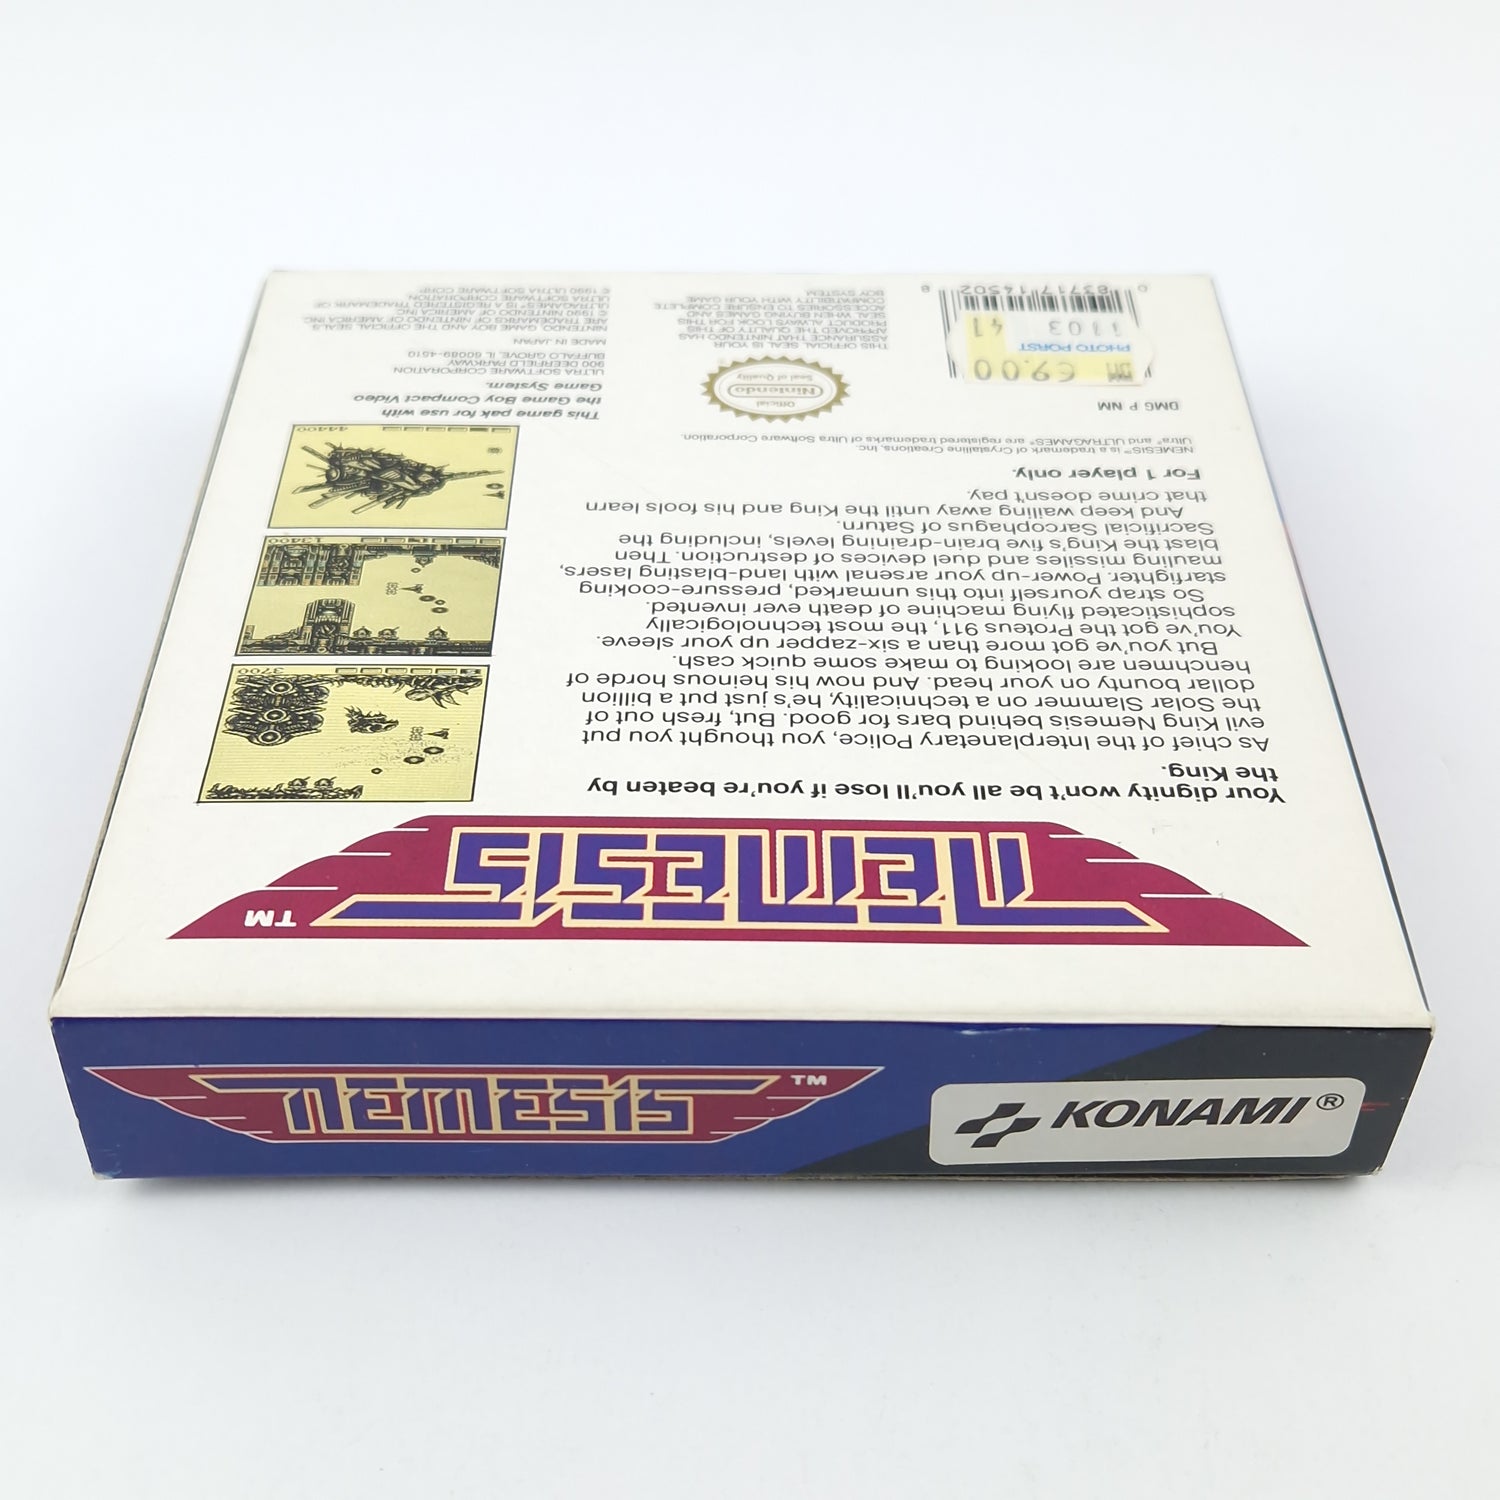 NEMESIS™
Your dignity won't be all you'll lose if you're beaten by
the King.
As chief of the Interplanetary Police, you thought you put
evil King Nemesis behind bars for good. But, fresh out of
the Solar Slammer on a technicality, he's just put a billion
dollar bounty on your head. And now his heinous horde of
henchmen are looking to make some quick cash.
But you've got more than a six-zapper up your sleeve.
You've got the Proteus 911, the most technologically
sophisticated flying machine of death ever invented.
So strap yourself into this unmarked, pressure-cooking
starfighter. Power-up your arsenal with land-blasting lasers,
mauling missiles and duel devices of destruction. Then
blast the King's five brain-draining levels, including the
Sacrificial Sarcophagus of Saturn.
And keep wailing away until the King and his fools learn
that crime doesn't pay.
For 1 player only.
NEMESIS™ is a trademark of Crystalline Creations, Inc.
Ultra® and ULTRAGAMES® are registered trademarks of Ultra Software Corporation.
DMG P NM
DM 69.00
PHOTO PORST
1103 41
0 83717 14502 8
Official
Nintendo
Seal of Quality
THIS OFFICIAL SEAL IS YOUR
ASSURANCE THAT NINTENDO HAS
APPROVED THE QUALITY OF THIS
PRODUCT. ALWAYS LOOK FOR THIS
SEAL WHEN BUYING GAMES AND
ACCESSORIES TO ENSURE COMPLETE
COMPATIBILITY WITH YOUR GAME
BOY SYSTEM
3700
13400
44400
This game pak for use with
the Game Boy Compact Video
Game System.
ULTRA SOFTWARE CORPORATION
900 DEERFIELD PARKWAY
BUFFALO GROVE, IL 60089-4510
MADE IN JAPAN
NINTENDO, GAME BOY AND THE OFFICIAL SEALS
ARE TRADEMARKS OF NINTENDO OF AMERICA INC.
© 1990 NINTENDO OF AMERICA INC.
ULTRAGAMES® IS A REGISTERED TRADEMARK OF
ULTRA SOFTWARE CORPORATION.
© 1990 ULTRA SOFTWARE CORP.
NEMESIS™
KONAMI®